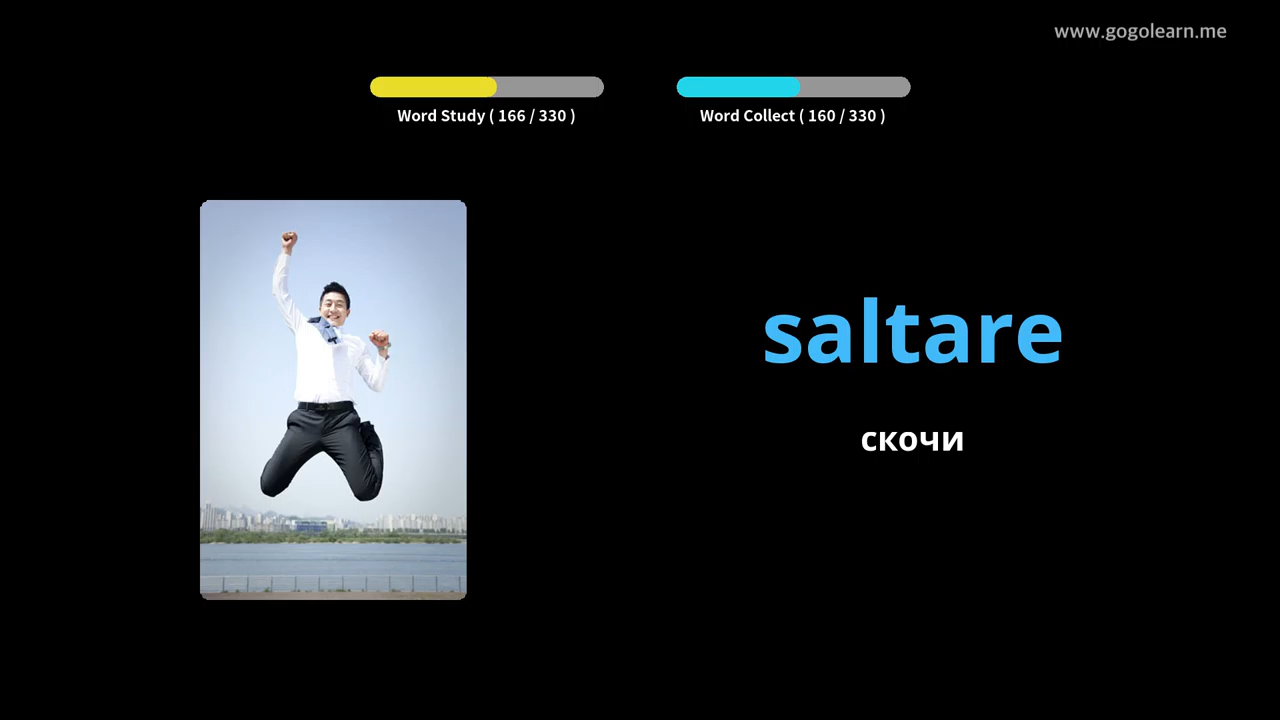 www.gogolearn.me
Word Study ( 166 / 330 )
Word Collect ( 160 / 330 )
saltare
скочи